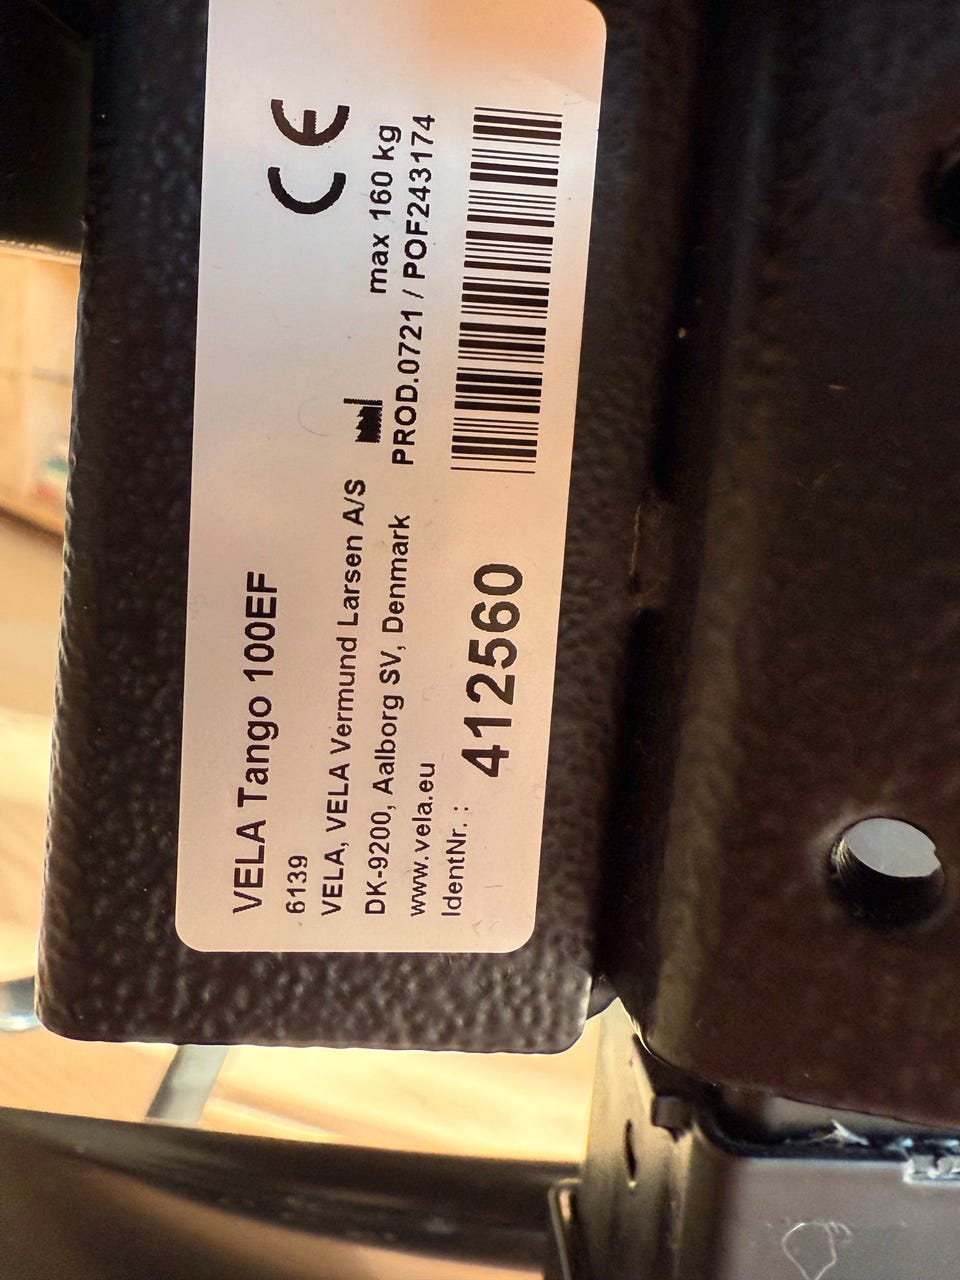 VELA Tango 100EF
6139
CE
VELA, VELA Vermund Larsen A/S
DK-9200, Aalborg SV, Denmark
max 160 kg
www.vela.eu
PROD.0721 / POF243174
IdentNr. : 412560